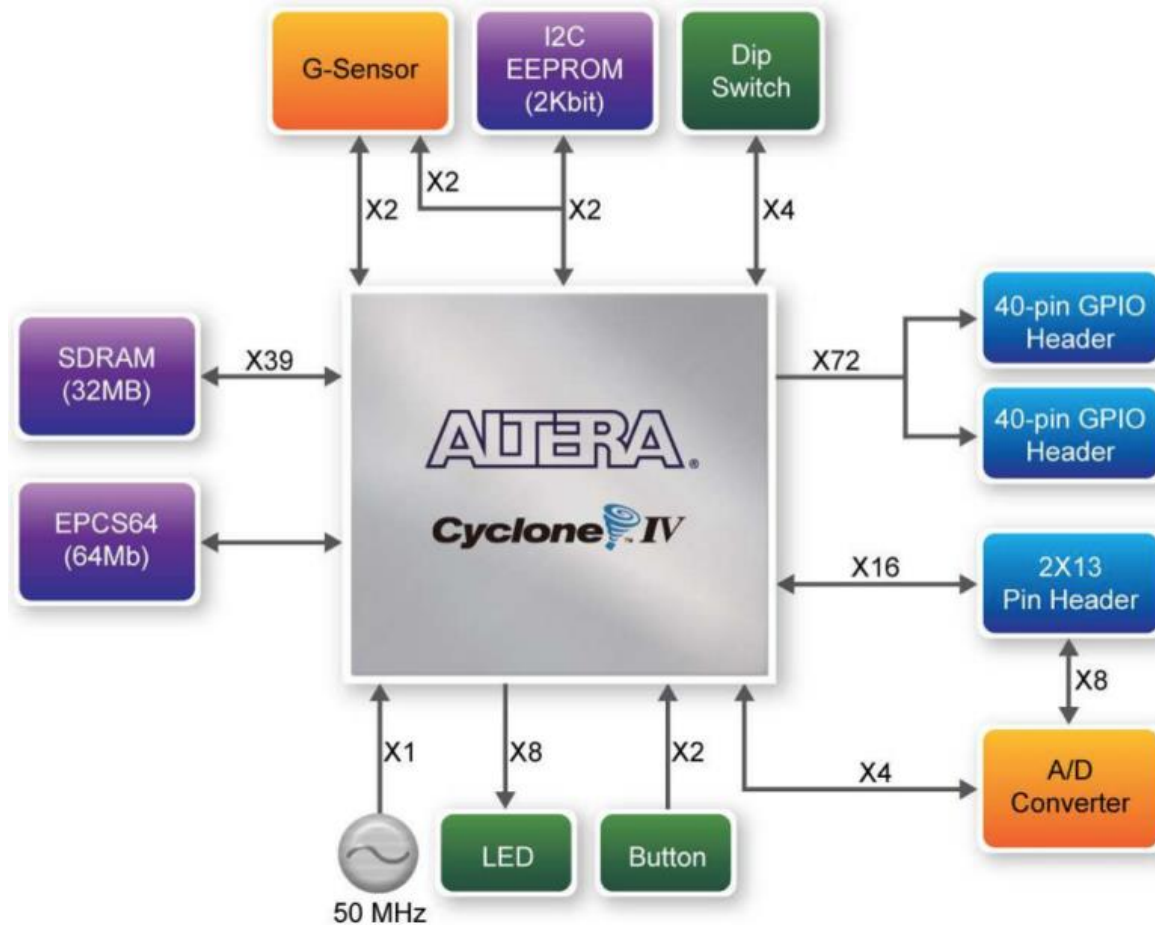 G-Sensor
I2C
EEPROM
(2Kbit)
Dip
Switch
X2
X2
X2
X4
SDRAM
(32MB)
X39
EPCS64
(64Mb)
ALTERA®
Cyclone™ IV
X72
40-pin GPIO
Header
40-pin GPIO
Header
X16
2X13
Pin Header
X8
X4
A/D
Converter
X1
X8
X2
50 MHz
LED
Button